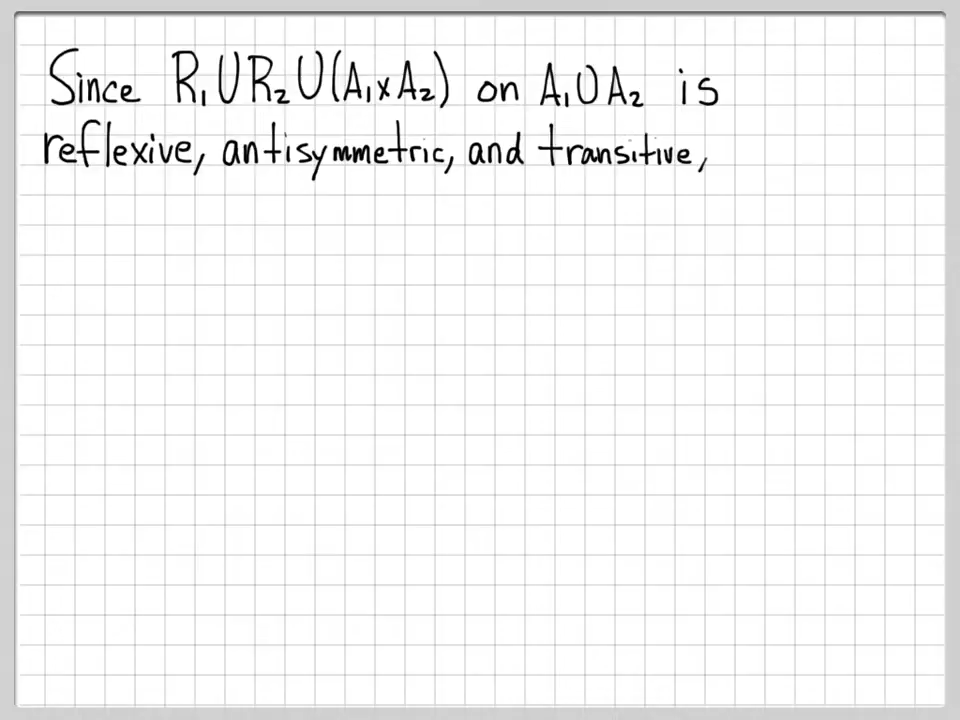 Since R₁∪R₂∪(A₁×A₂) on A₁∪A₂ is
reflexive, antisymmetric, and transitive,